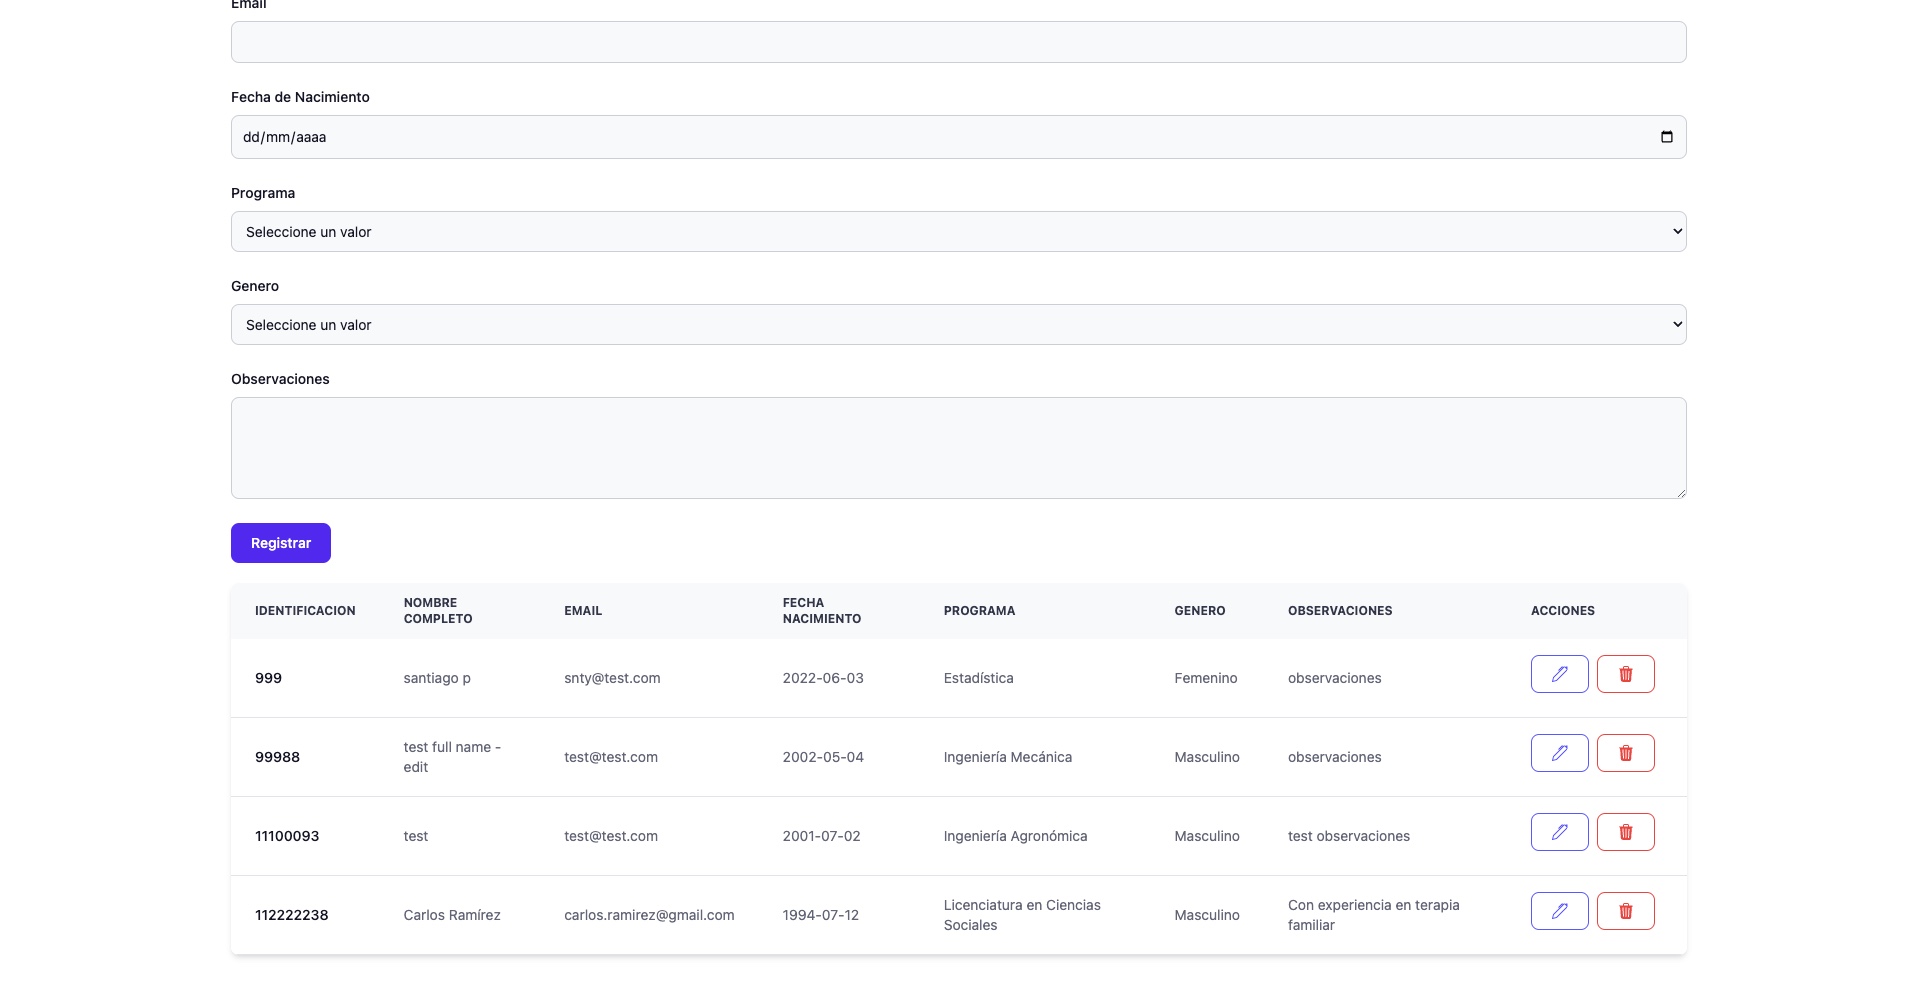 Email
Fecha de Nacimiento
dd/mm/aaaa
Programa
Seleccione un valor
Genero
Seleccione un valor
Observaciones
Registrar
IDENTIFICACION NOMBRE COMPLETO EMAIL FECHA NACIMIENTO PROGRAMA GENERO OBSERVACIONES ACCIONES
999 santiago p snty@test.com 2022-06-03 Estadística Femenino observaciones
99988 test full name - edit test@test.com 2002-05-04 Ingeniería Mecánica Masculino observaciones
11100093 test test@test.com 2001-07-02 Ingeniería Agronómica Masculino test observaciones
112222238 Carlos Ramírez carlos.ramirez@gmail.com 1994-07-12 Licenciatura en Ciencias Sociales Masculino Con experiencia en terapia familiar